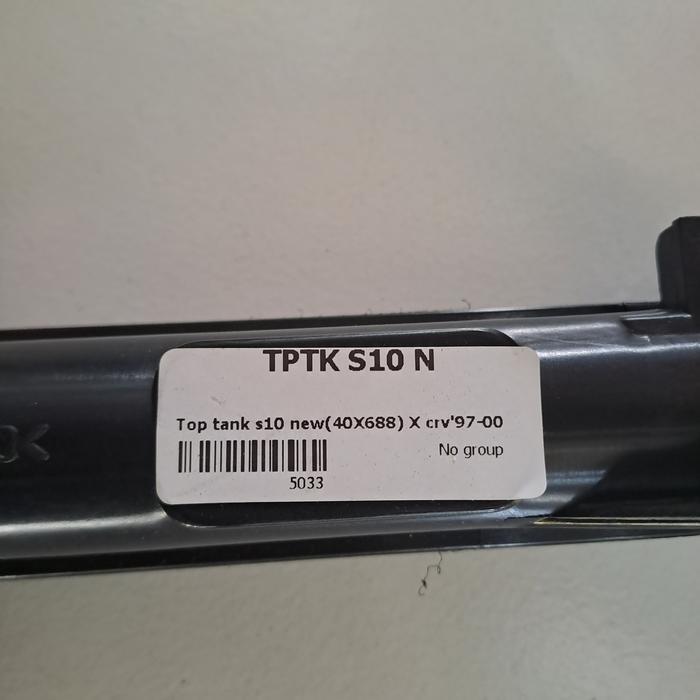 TPTK S10 N
Top tank s10 new(40X688) X crv'97-00
No group
5033